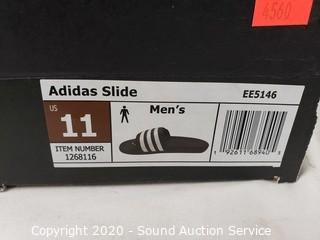 4560
Adidas Slide
EE5146
US
11
Men's
ITEM NUMBER
1268116
Copyright 2020 - Sound Auction Service